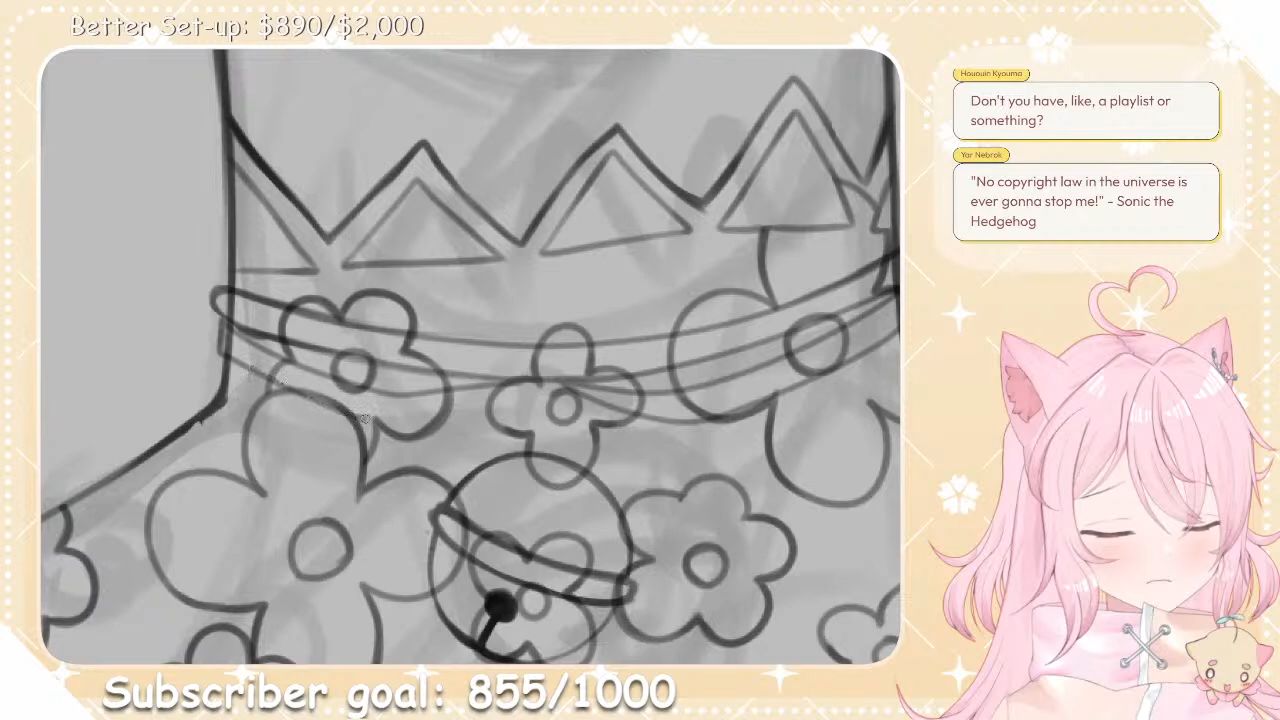 Better Set-up: $890/$2,000
Hououin Kyouma
Don't you have, like, a playlist or
something?
Yar Nebrok
"No copyright law in the universe is
ever gonna stop me!" - Sonic the
Hedgehog
Subscriber goal: 855/1000